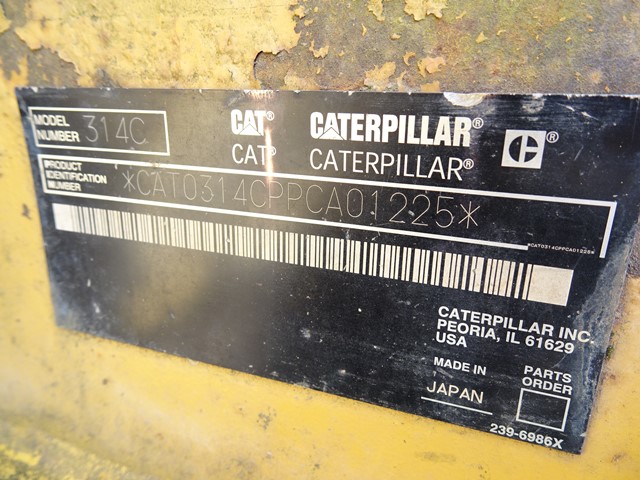 MODEL NUMBER 314C
CAT® CATERPILLAR®
CAT® CATERPILLAR®
C ®
PRODUCT IDENTIFICATION NUMBER *CAT0314CPPCA01225*
*CAT0314CPPCA01225*
CATERPILLAR INC.
PEORIA, IL 61629
USA
MADE IN
JAPAN
PARTS
ORDER
239-6986X